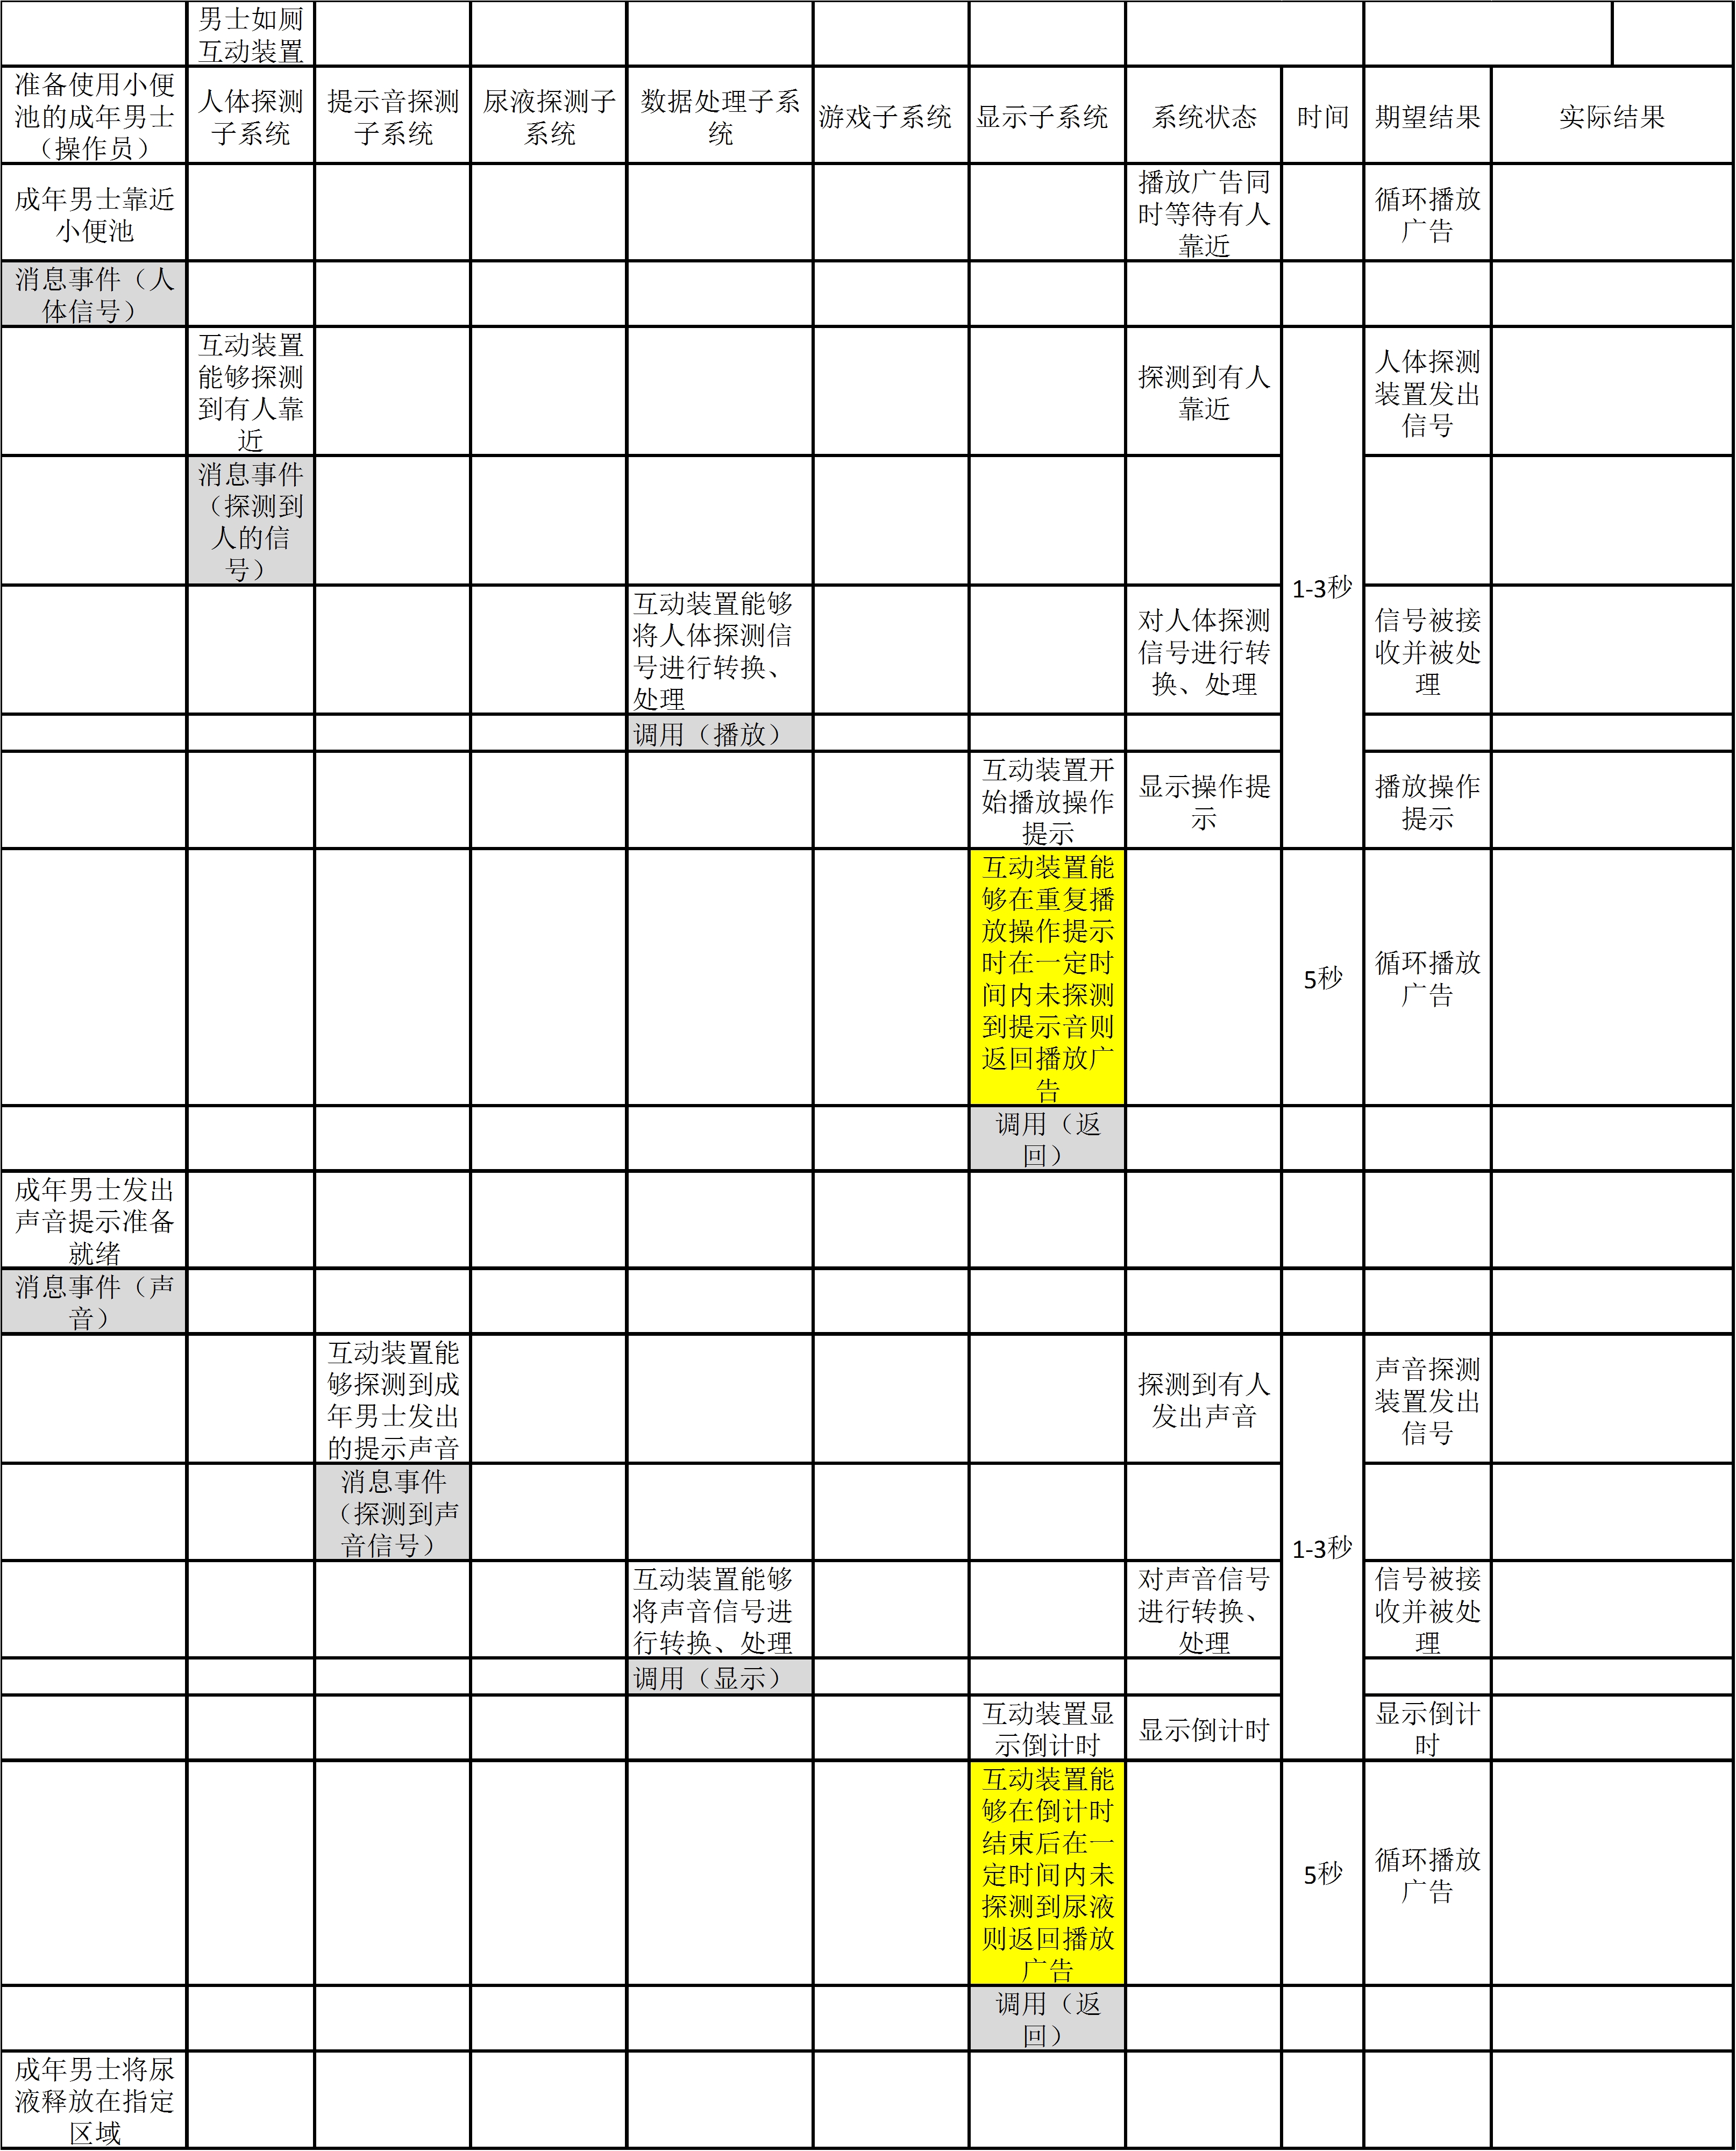 男士如厕
互动装置
准备使用小便
池的成年男士
（操作员）
人体探测
子系统
提示音探测
子系统
尿液探测子
系统
数据处理子系
统
游戏子系统
显示子系统
系统状态
时间
期望结果
实际结果
成年男士靠近
小便池
播放广告同
时等待有人
靠近
循环播放
广告
消息事件（人
体信号）
互动装置
能够探测
到有人靠
近
探测到有人
靠近
1-3秒
人体探测
装置发出
信号
消息事件
（探测到
人的信
号）
互动装置能够
将人体探测信
号进行转换、
处理
对人体探测
信号进行转
换、处理
信号被接
收并被处
理
调用（播放）
互动装置开
始播放操作
提示
显示操作提
示
播放操作
提示
互动装置能
够在重复播
放操作提示
时在一定时
间内未探测
到提示音则
返回播放广
告
5秒
循环播放
广告
调用（返
回）
成年男士发出
声音提示准备
就绪
消息事件（声
音）
互动装置能
够探测到成
年男士发出
的提示声音
探测到有人
发出声音
1-3秒
声音探测
装置发出
信号
消息事件
（探测到声
音信号）
互动装置能够
将声音信号进
行转换、处理
对声音信号
进行转换、
处理
信号被接
收并被处
理
调用（显示）
互动装置显
示倒计时
显示倒计时
显示倒计
时
互动装置能
够在倒计时
结束后在一
定时间内未
探测到尿液
则返回播放
广告
5秒
循环播放
广告
调用（返
回）
成年男士将尿
液释放在指定
区域